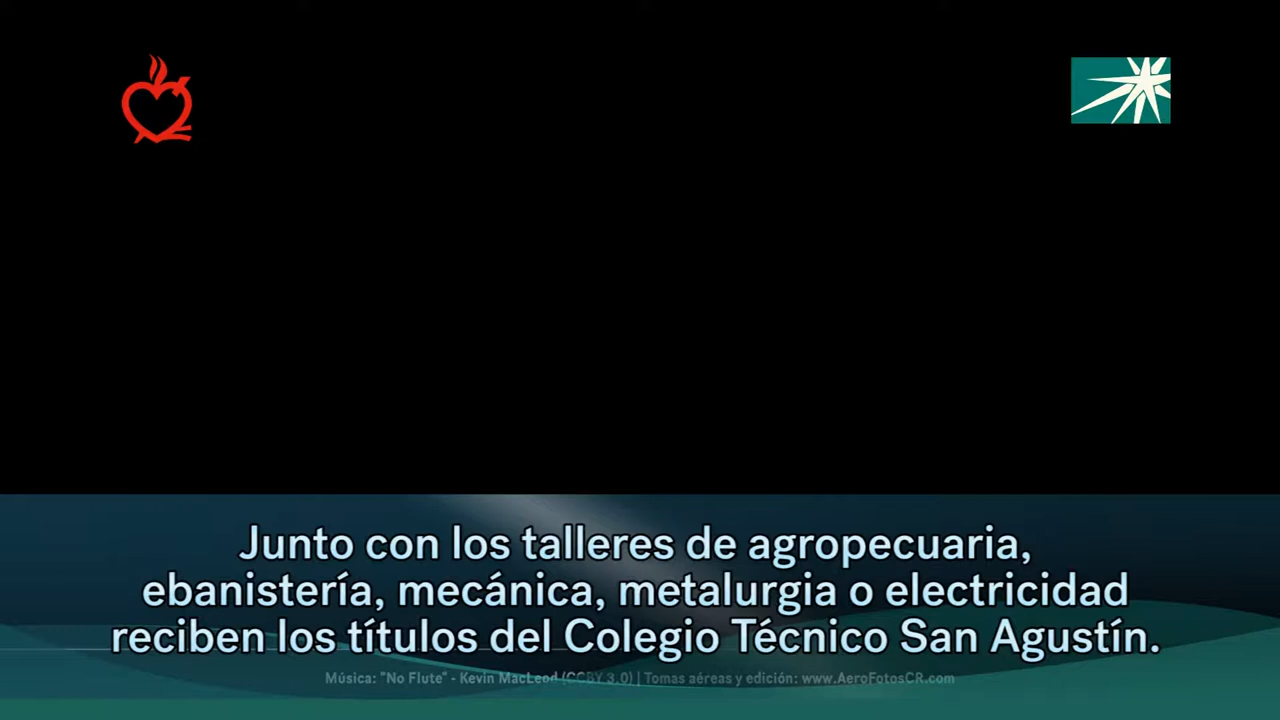 Junto con los talleres de agropecuaria,
ebanistería, mecánica, metalurgia o electricidad
reciben los títulos del Colegio Técnico San Agustín.
Música: "No Flute" - Kevin MacLeod (CCBY 3.0) | Tomas aéreas y edición: www.AeroFotosCR.com